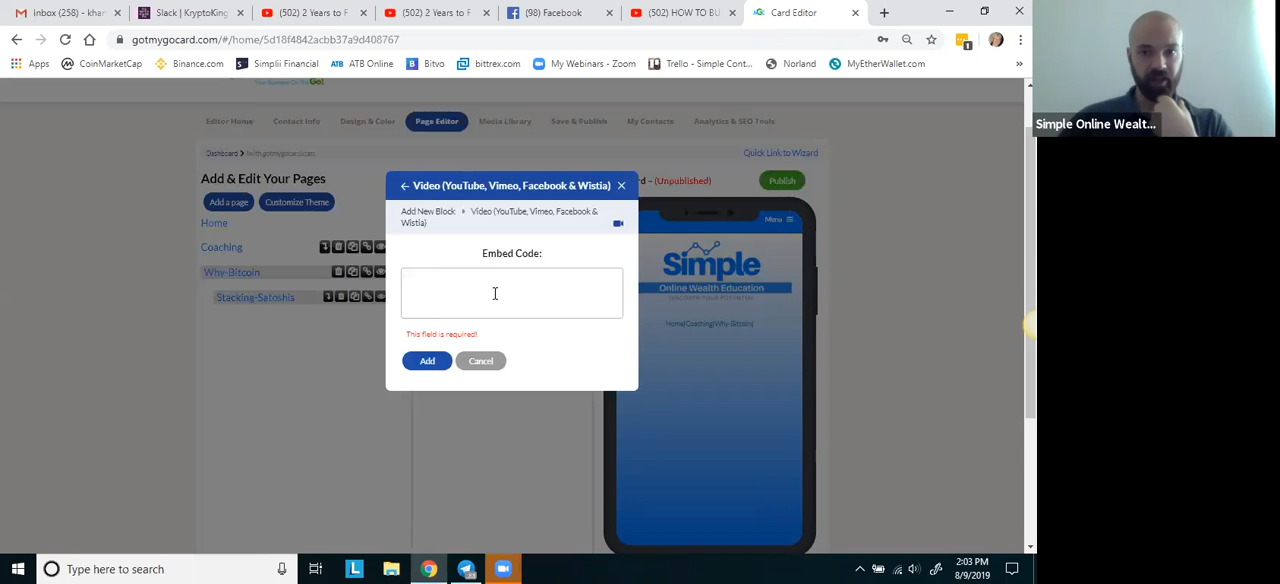 Inbox (258) - khar
Slack | KryptoKing
(502) 2 Years to F
(502) 2 Years to F
(98) Facebook
(502) HOW TO BU
Card Editor
gotmygocard.com/#/home/5d18f4842acbb37a9d408767
Apps
CoinMarketCap
Binance.com
Simplii Financial
ATB Online
Bitvo
bittrex.com
My Webinars - Zoom
Trello - Simple Cont...
Norland
MyEtherWallet.com
»
Simple Online Wealt...
Editor Home
Contact Info
Design & Color
Page Editor
Media Library
Save & Publish
My Contacts
Analytics & SEO Tools
Quick Link to Wizard
Add & Edit Your Pages
(Unpublished)
Publish
Add a page
Customize Theme
Home
Coaching
Why-Bitcoin
Stacking-Satoshis
Video (YouTube, Vimeo, Facebook & Wistia)
Add New Block
Video (YouTube, Vimeo, Facebook &
Wistia)
Embed Code:
This field is required!
Add
Cancel
Menu
Simple
Online Wealth Education
DISCOVER YOUR POTENTIAL
Home|Coaching|Why-Bitcoin|
Type here to search
2:03 PM
8/9/2019